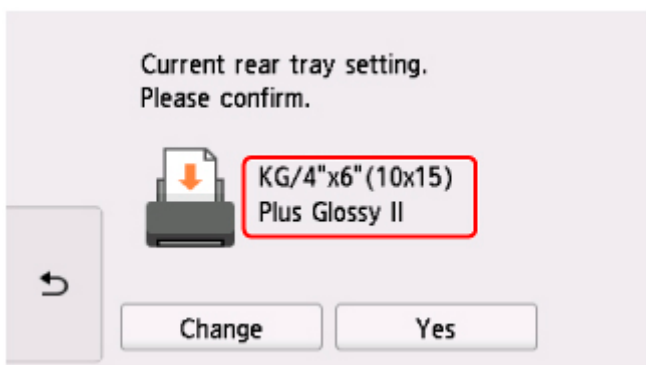 Current rear tray setting.
Please confirm.
KG/4"x6"(10x15)
Plus Glossy II
Change
Yes